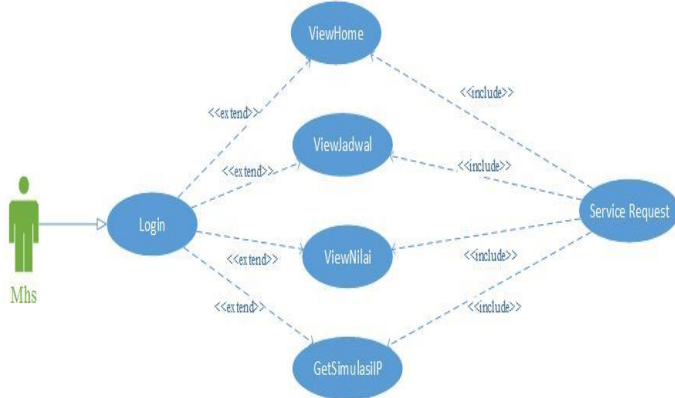 ViewHome
<<include>>
<<extend>>
ViewJadwal
<<extend>>
<<include>>
Service Request
Login
ViewNilai
<<extend>>
<<include>>
Mhs
<<extend>>
<<include>>
GetSimulasiIP